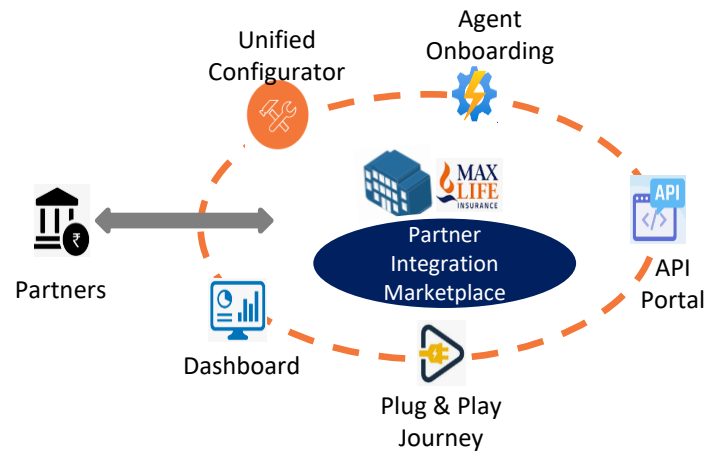 Unified
Configurator
Agent
Onboarding
MAX
LIFE
INSURANCE
API
</>
Partner
Integration
Marketplace
₹
Partners
API
Portal
Dashboard
Plug & Play
Journey